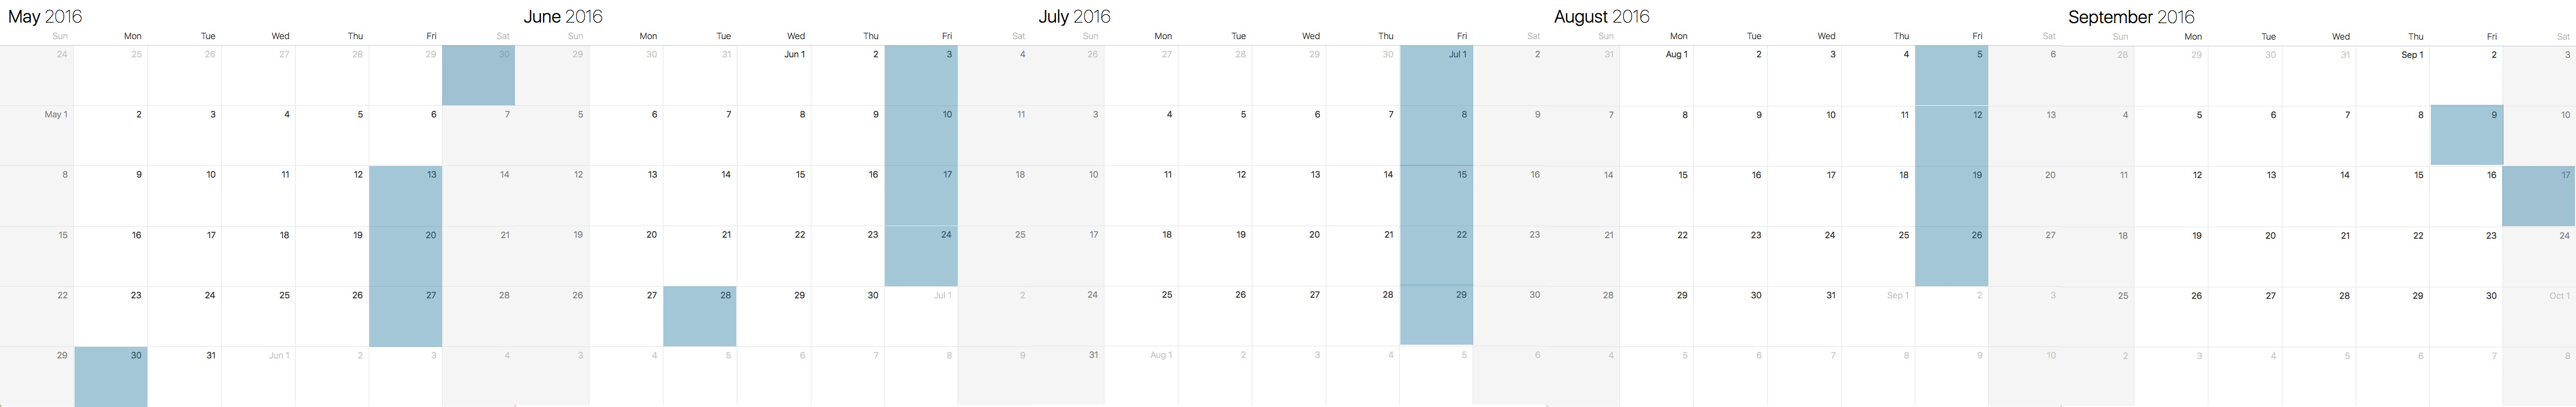 May 2016 June 2016 July 2016 August 2016 September 2016
Sun Mon Tue Wed Thu Fri Sat Sun Mon Tue Wed Thu Fri Sat Sun Mon Tue Wed Thu Fri Sat Sun Mon Tue Wed Thu Fri Sat Sun Mon Tue Wed Thu Fri Sat
24 25 26 27 28 29 30 29 30 31 Jun 1 2 3 4 26 27 28 29 30 Jul 1 2 31 Aug 1 2 3 4 5 6 28 29 30 31 Sep 1 2 3
May 1 2 3 4 5 6 7 5 6 7 8 9 10 11 3 4 5 6 7 8 9 7 8 9 10 11 12 13 4 5 6 7 8 9 10
8 9 10 11 12 13 14 12 13 14 15 16 17 18 10 11 12 13 14 15 16 14 15 16 17 18 19 20 11 12 13 14 15 16 17
15 16 17 18 19 20 21 19 20 21 22 23 24 25 17 18 19 20 21 22 23 21 22 23 24 25 26 27 18 19 20 21 22 23 24
22 23 24 25 26 27 28 26 27 28 29 30 Jul 1 2 24 25 26 27 28 29 30 28 29 30 31 Sep 1 2 3 25 26 27 28 29 30 Oct 1
29 30 31 Jun 1 2 3 4 3 4 5 6 7 8 9 31 Aug 1 2 3 4 5 6 4 5 6 7 8 9 10 2 3 4 5 6 7 8